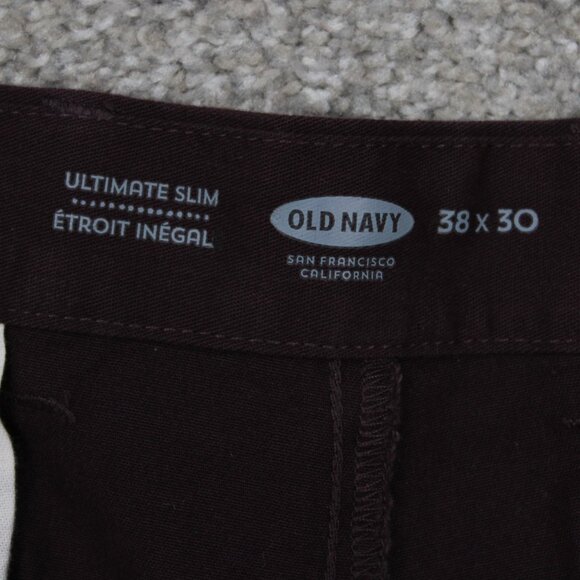 ULTIMATE SLIM
ÉTROIT INÉGAL
OLD NAVY
SAN FRANCISCO
CALIFORNIA
38 x 30